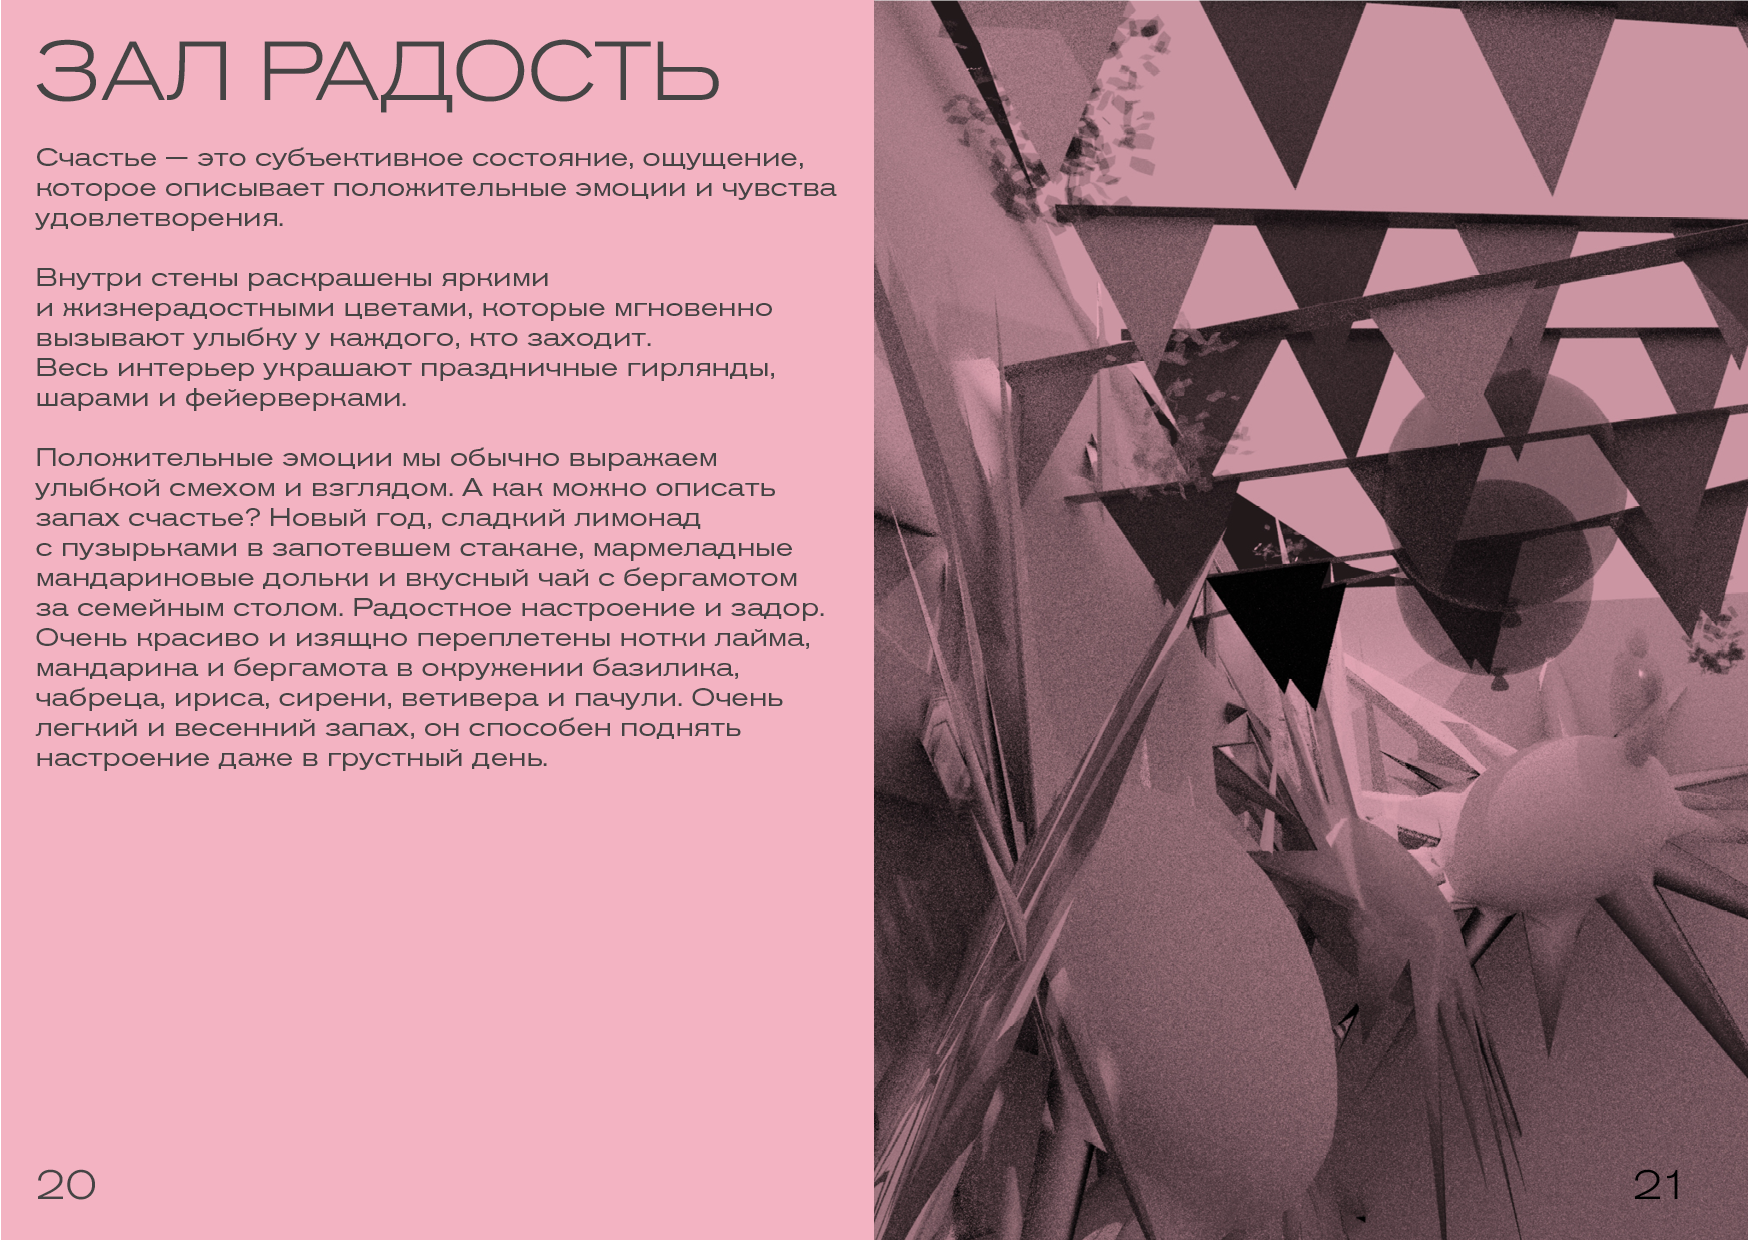 ЗАЛ РАДОСТЬ
Счастье — это субъективное состояние, ощущение,
которое описывает положительные эмоции и чувства
удовлетворения.
Внутри стены раскрашены яркими
и жизнерадостными цветами, которые мгновенно
вызывают улыбку у каждого, кто заходит.
Весь интерьер украшают праздничные гирлянды,
шарами и фейерверками.
Положительные эмоции мы обычно выражаем
улыбкой смехом и взглядом. А как можно описать
запах счастье? Новый год, сладкий лимонад
с пузырьками в запотевшем стакане, мармеладные
мандариновые дольки и вкусный чай с бергамотом
за семейным столом. Радостное настроение и задор.
Очень красиво и изящно переплетены нотки лайма,
мандарина и бергамота в окружении базилика,
чабреца, ириса, сирени, ветивера и пачули. Очень
легкий и весенний запах, он способен поднять
настроение даже в грустный день.
20
21